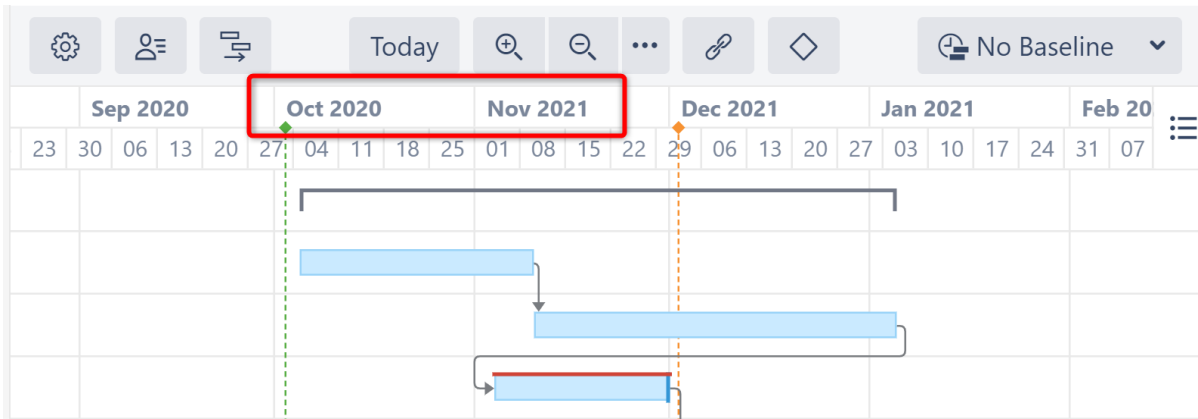 Today
No Baseline
Sep 2020 Oct 2020 Nov 2021 Dec 2021 Jan 2021 Feb 20
23 30 06 13 20 27 04 11 18 25 01 08 15 22 29 06 13 20 27 03 10 17 24 31 07